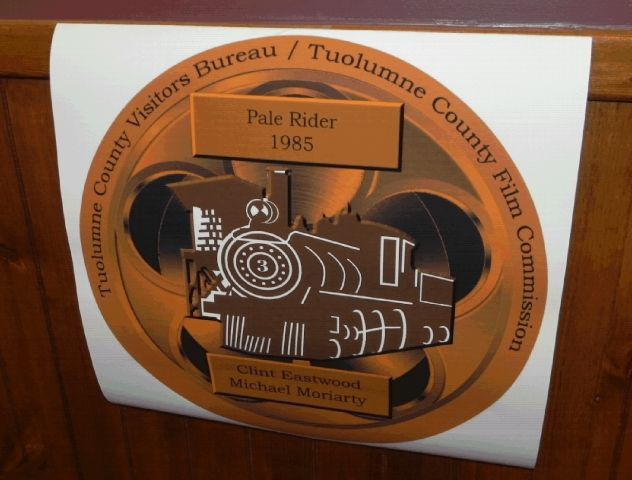 Tuolumne County Visitors Bureau / Tuolumne County Film Commission
Pale Rider
1985
3
Clint Eastwood
Michael Moriarty